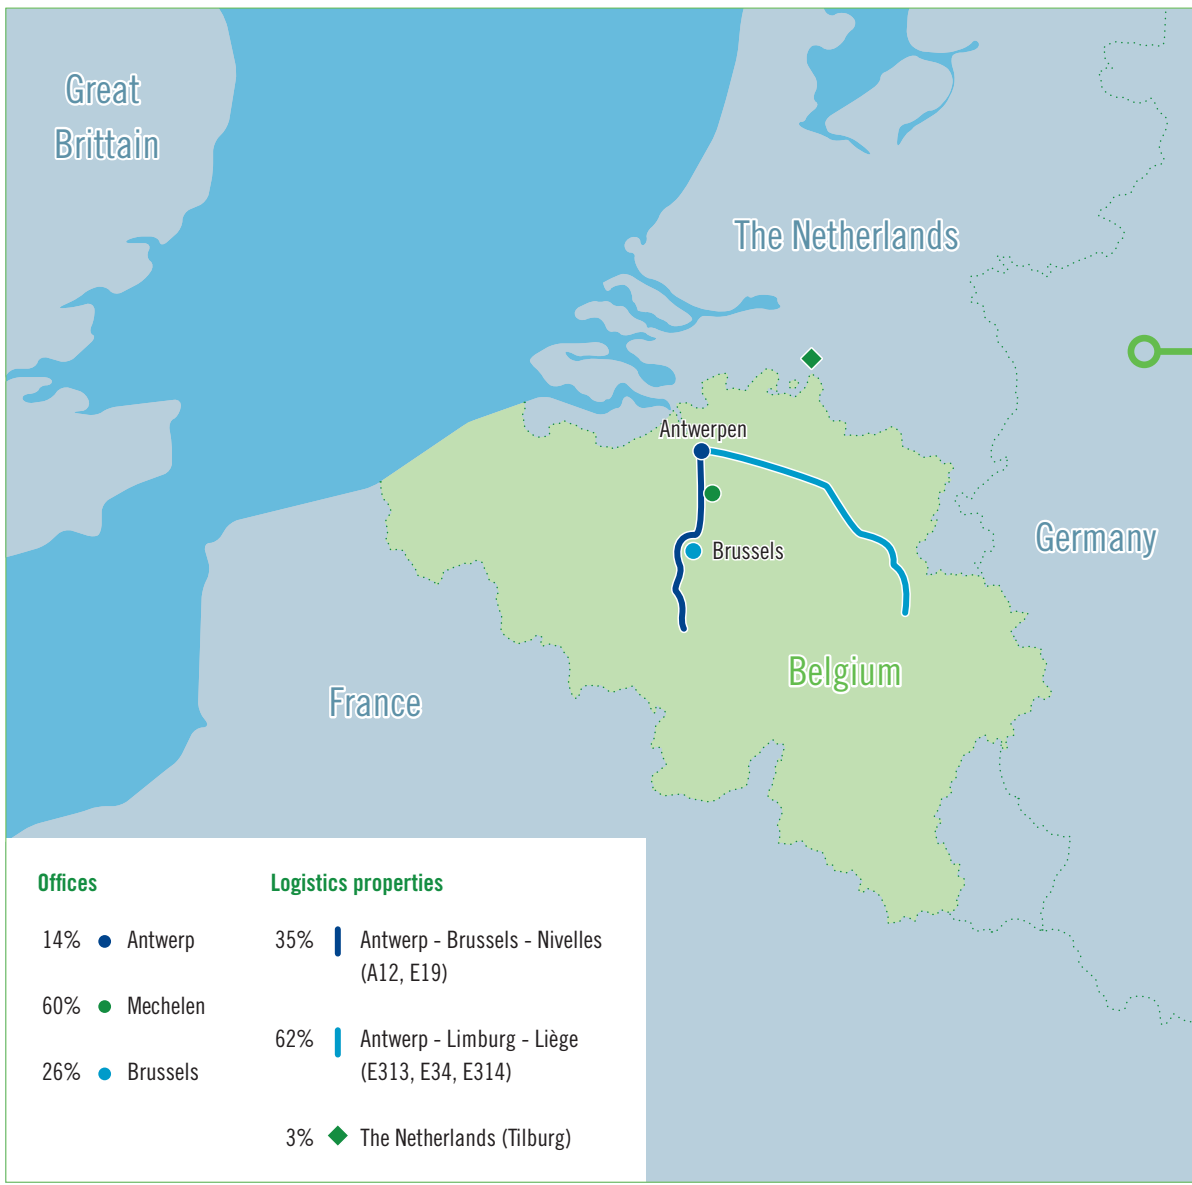 Great
Brittain
The Netherlands
Antwerpen
Brussels
Germany
Belgium
France
Offices
14% Antwerp
60% Mechelen
26% Brussels
Logistics properties
35% Antwerp - Brussels - Nivelles
(A12, E19)
62% Antwerp - Limburg - Liège
(E313, E34, E314)
3% The Netherlands (Tilburg)